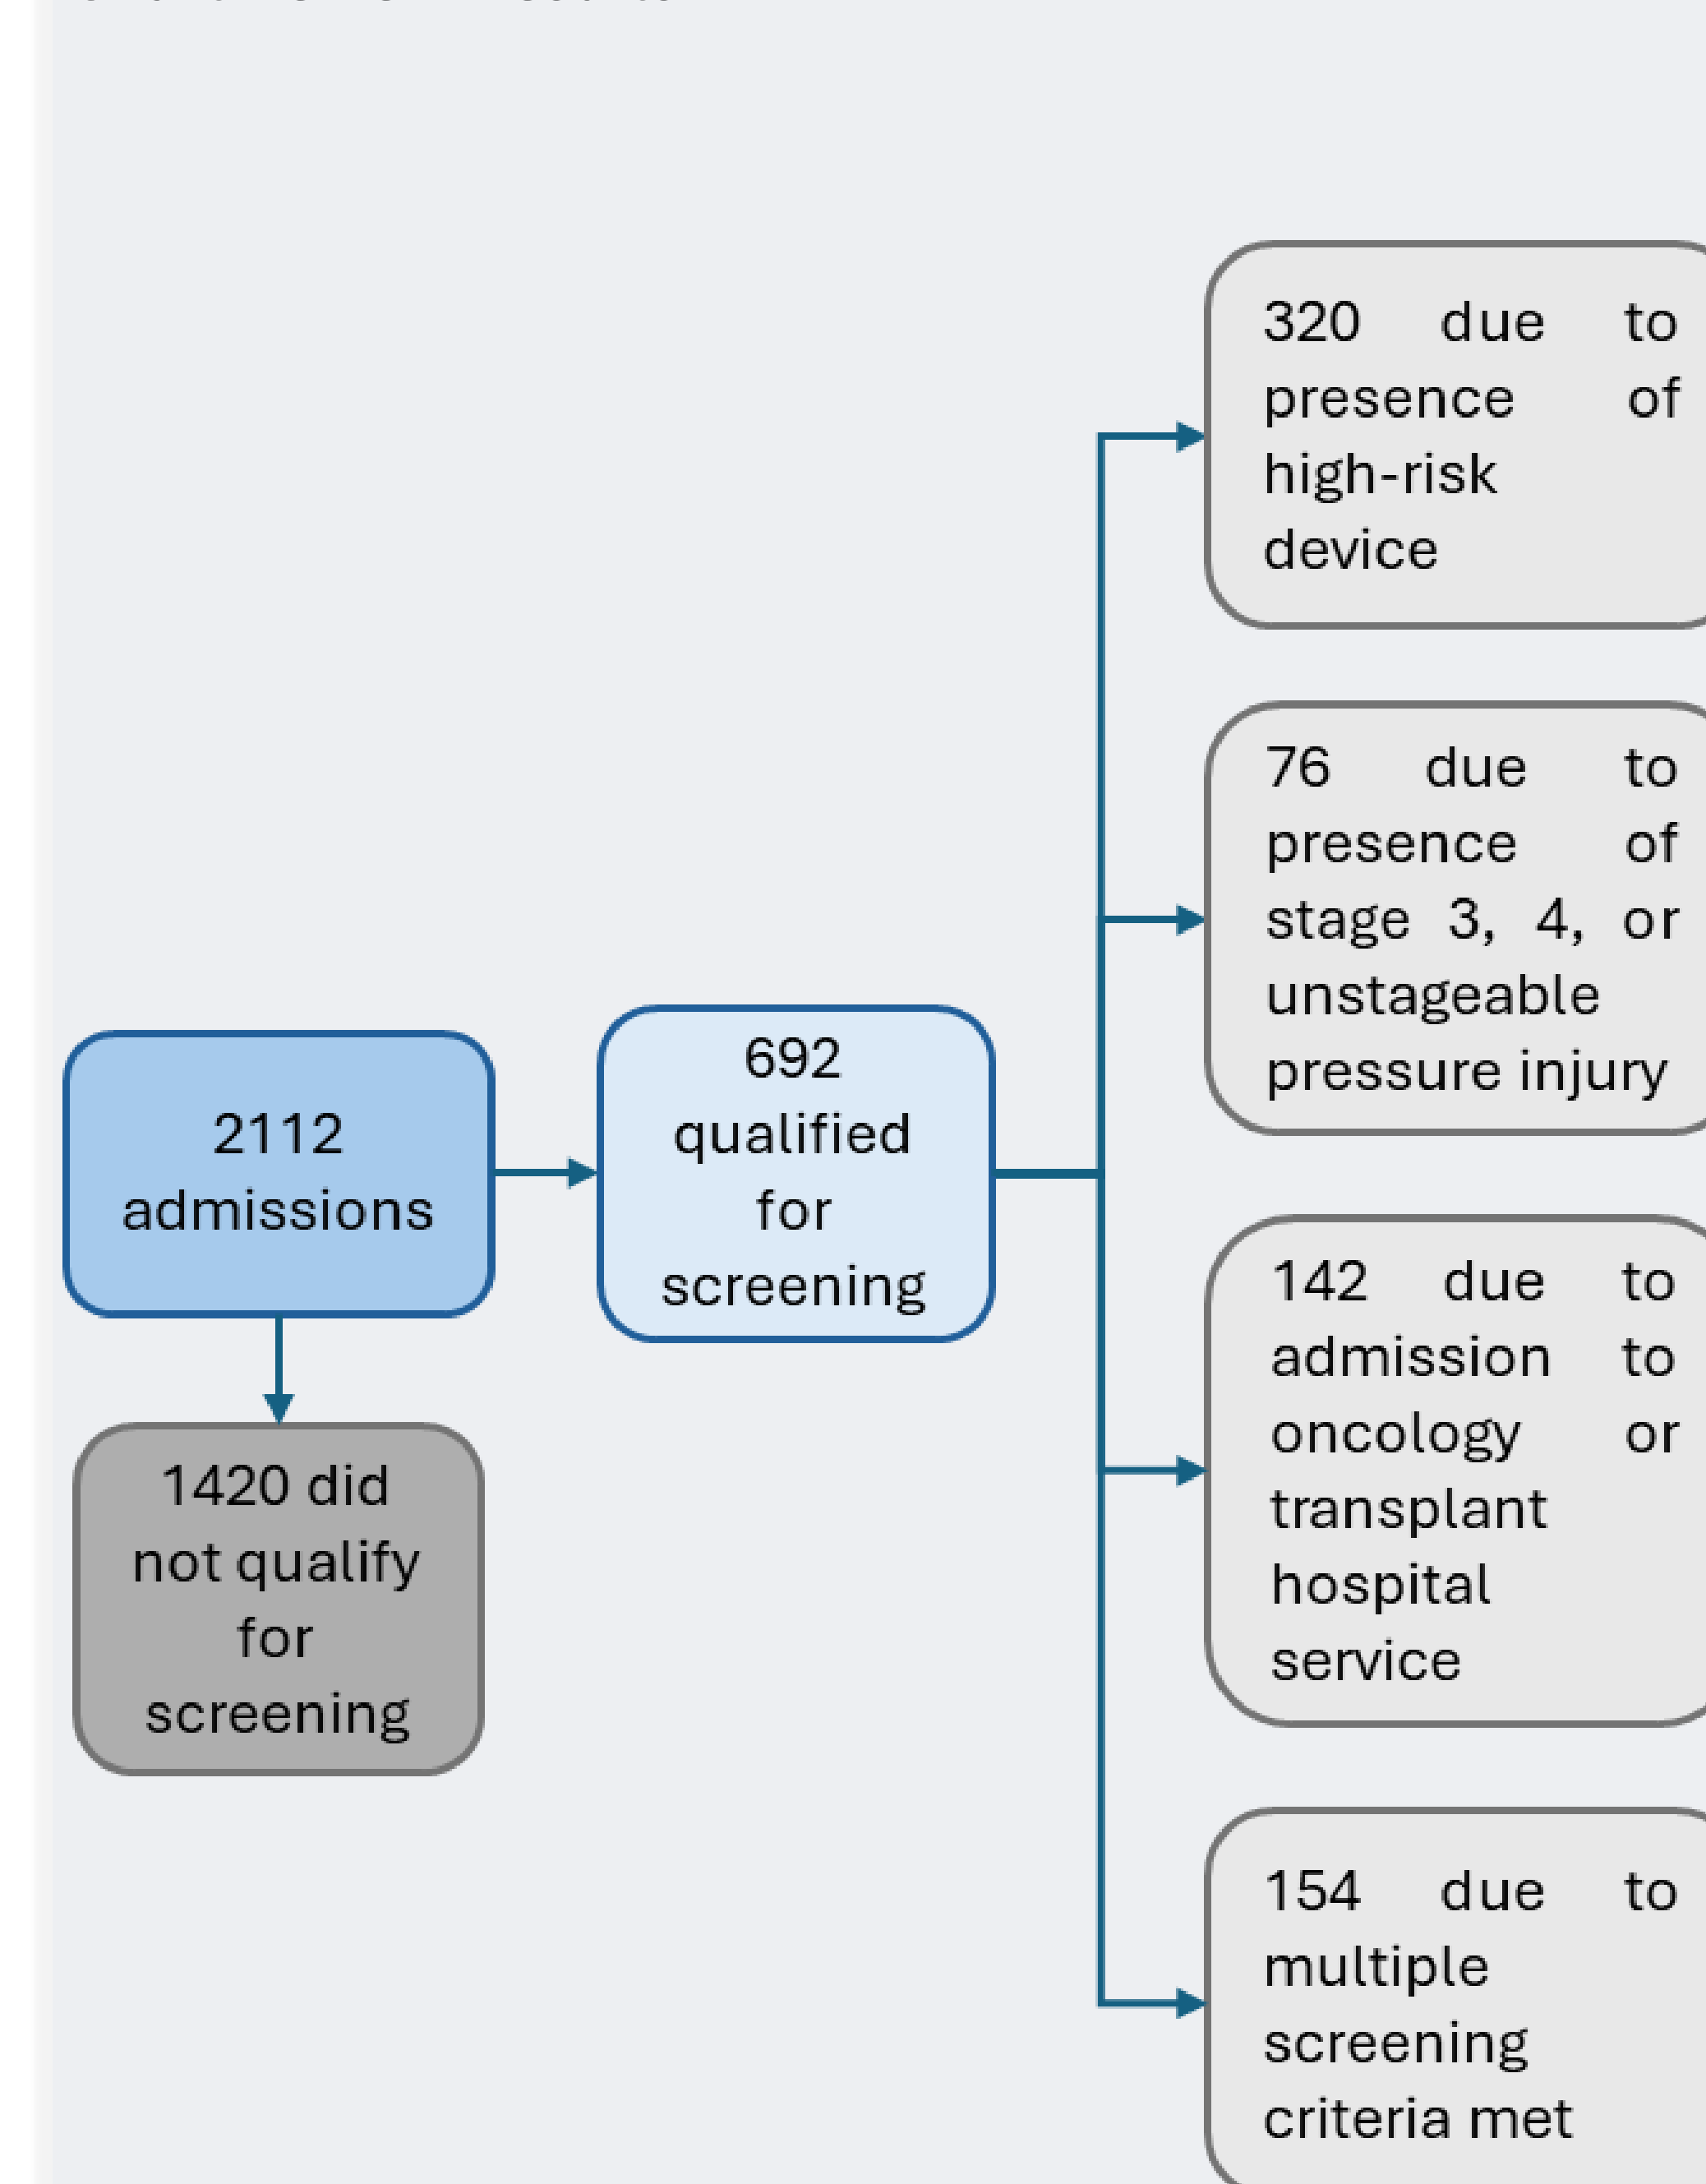 2112
admissions
1420 did
not qualify
for
screening
692
qualified
for
screening
320 due to
presence of
high-risk
device
76 due to
presence of
stage 3, 4, or
unstageable
pressure injury
142 due to
admission to
oncology or
transplant
hospital
service
154 due to
multiple
screening
criteria met